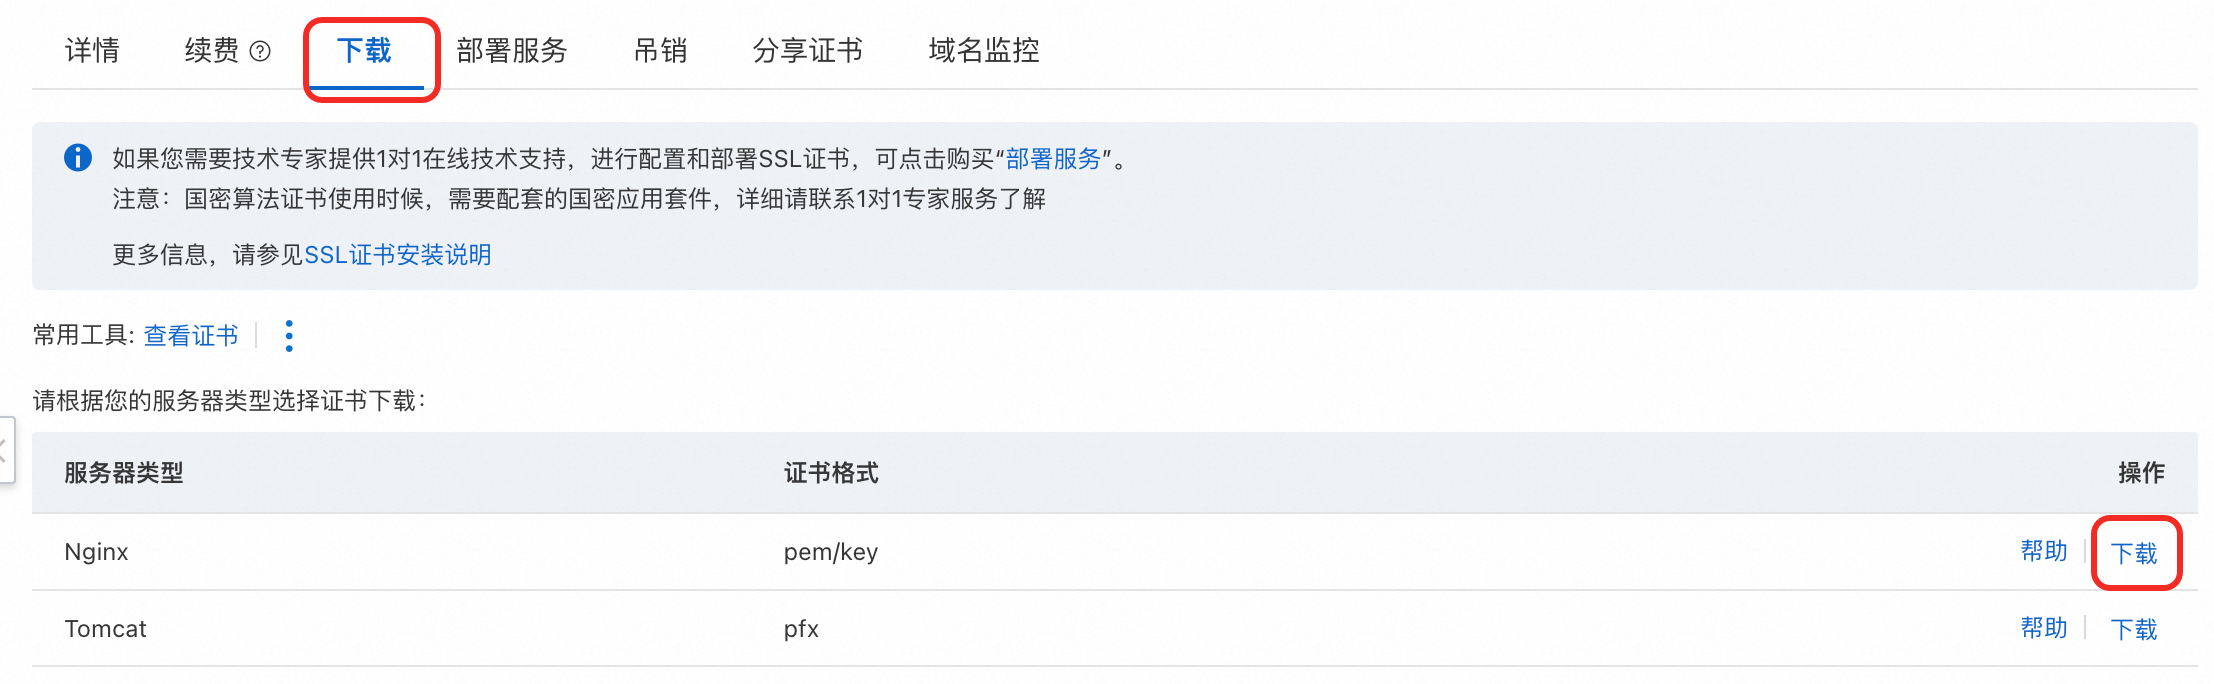 详情 续费 下载 部署服务 吊销 分享证书 域名监控
如果您需要技术专家提供1对1在线技术支持，进行配置和部署SSL证书，可点击购买“部署服务”。
注意：国密算法证书使用时候，需要配套的国密应用套件，详细请联系1对1专家服务了解
更多信息，请参见SSL证书安装说明
常用工具: 查看证书
请根据您的服务器类型选择证书下载：
服务器类型 证书格式 操作
Nginx pem/key 帮助 下载
Tomcat pfx 帮助 下载